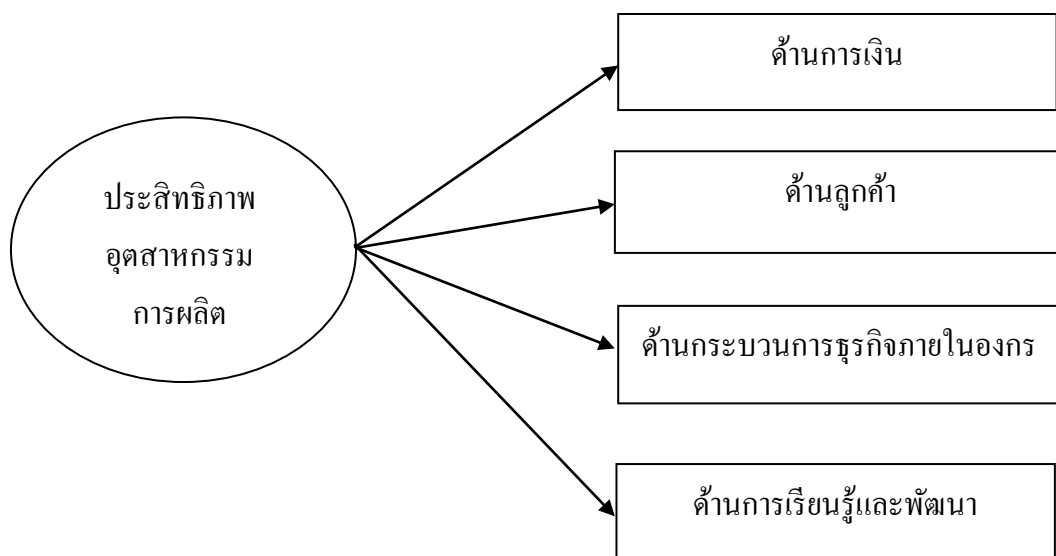 ด้านการเงิน
ด้านลูกค้า
ประสิทธิภาพ
อุตสาหกรรม
การผลิต
ด้านกระบวนการธุรกิจภายในองกร
ด้านการเรียนรู้และพัฒนา